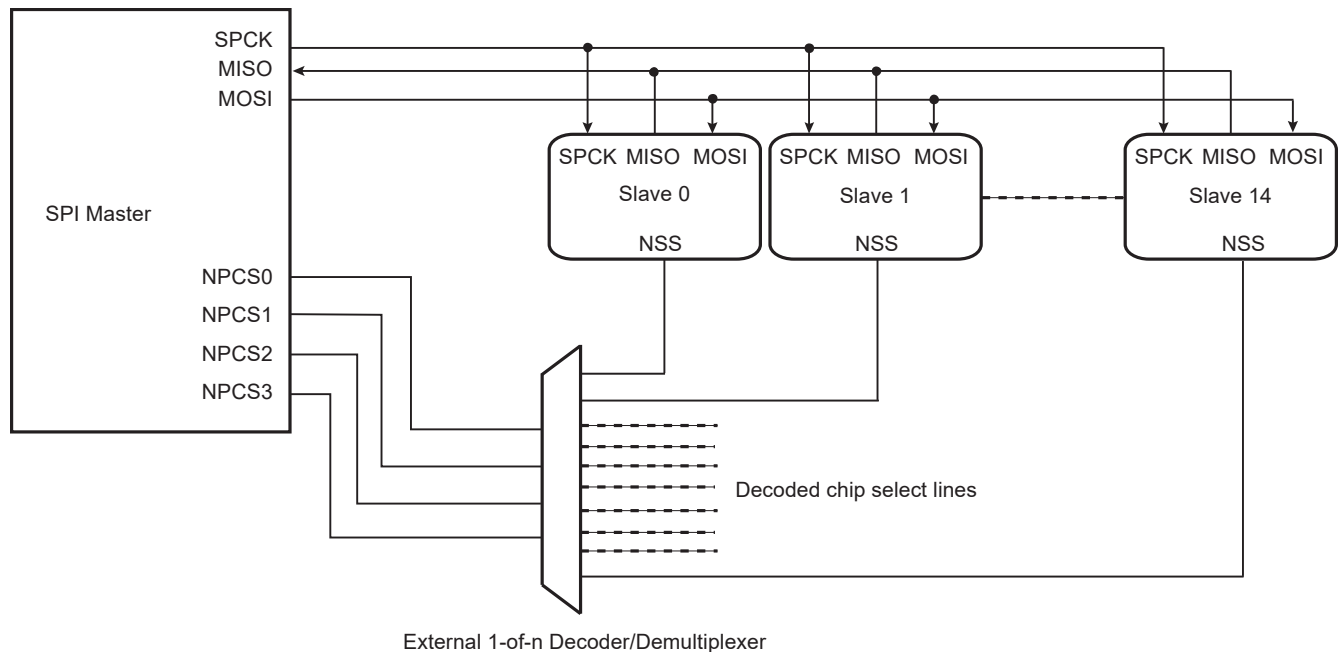 SPCK
MISO
MOSI
SPI Master
NPCS0
NPCS1
NPCS2
NPCS3
SPCK MISO MOSI
Slave 0
NSS
SPCK MISO MOSI
Slave 1
NSS
SPCK MISO MOSI
Slave 14
NSS
Decoded chip select lines
External 1-of-n Decoder/Demultiplexer